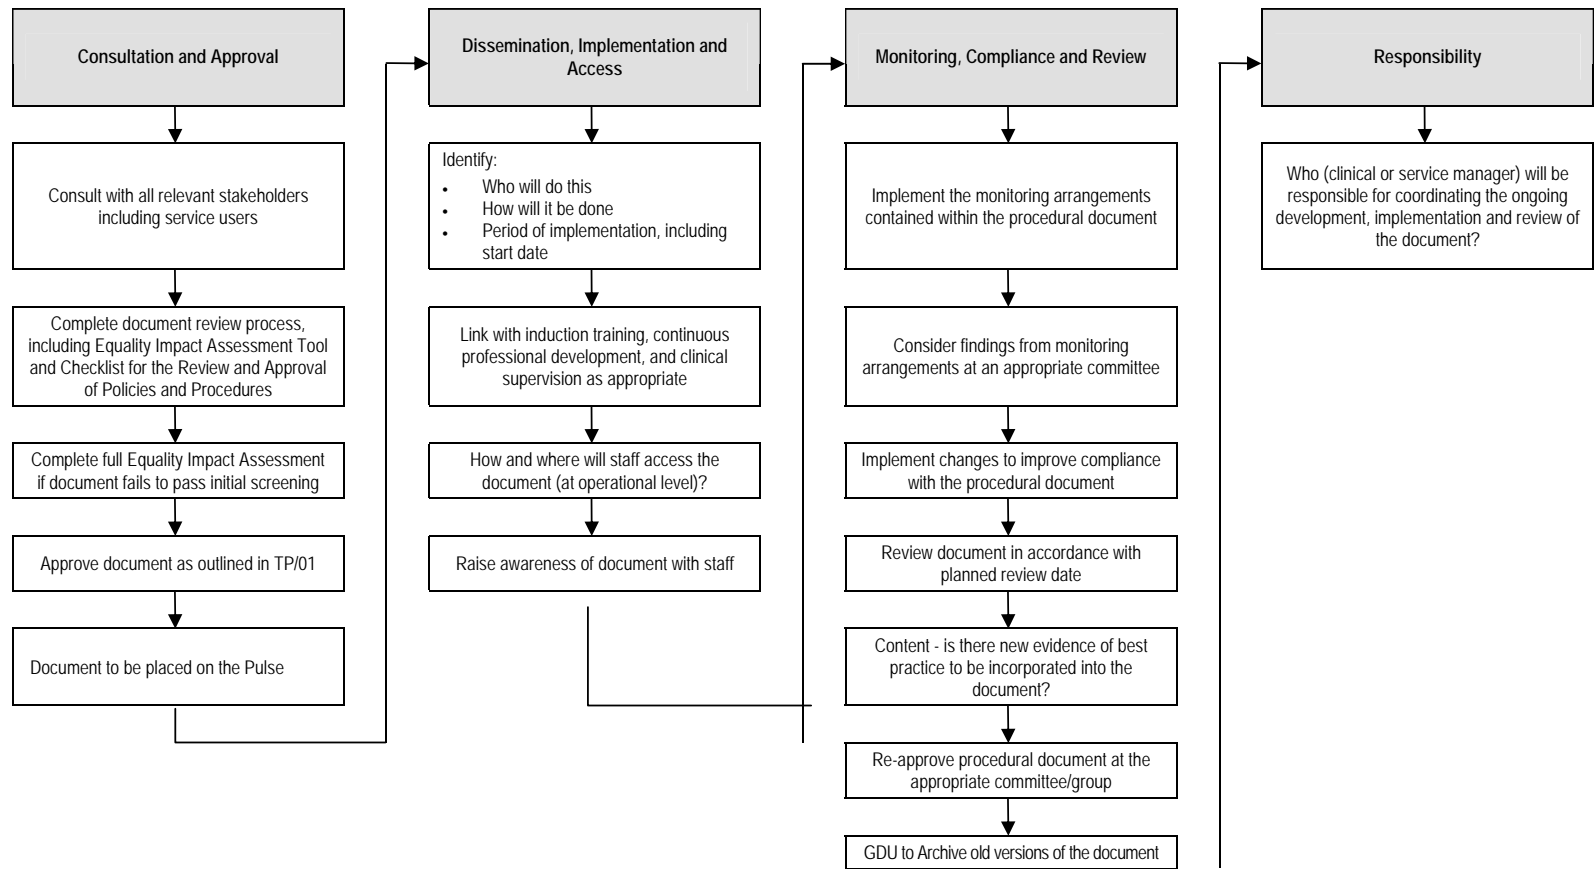 Consultation and Approval
Consult with all relevant stakeholders
including service users
Complete document review process,
including Equality Impact Assessment Tool
and Checklist for the Review and Approval
of Policies and Procedures
Complete full Equality Impact Assessment
if document fails to pass initial screening
Approve document as outlined in TP/01
Document to be placed on the Pulse
Dissemination, Implementation and
Access
Identify:
• Who will do this
• How will it be done
• Period of implementation, including
start date
Link with induction training, continuous
professional development, and clinical
supervision as appropriate
How and where will staff access the
document (at operational level)?
Raise awareness of document with staff
Monitoring, Compliance and Review
Implement the monitoring arrangements
contained within the procedural document
Consider findings from monitoring
arrangements at an appropriate committee
Implement changes to improve compliance
with the procedural document
Review document in accordance with
planned review date
Content - is there new evidence of best
practice to be incorporated into the
document?
Re-approve procedural document at the
appropriate committee/group
GDU to Archive old versions of the document
Responsibility
Who (clinical or service manager) will be
responsible for coordinating the ongoing
development, implementation and review of
the document?